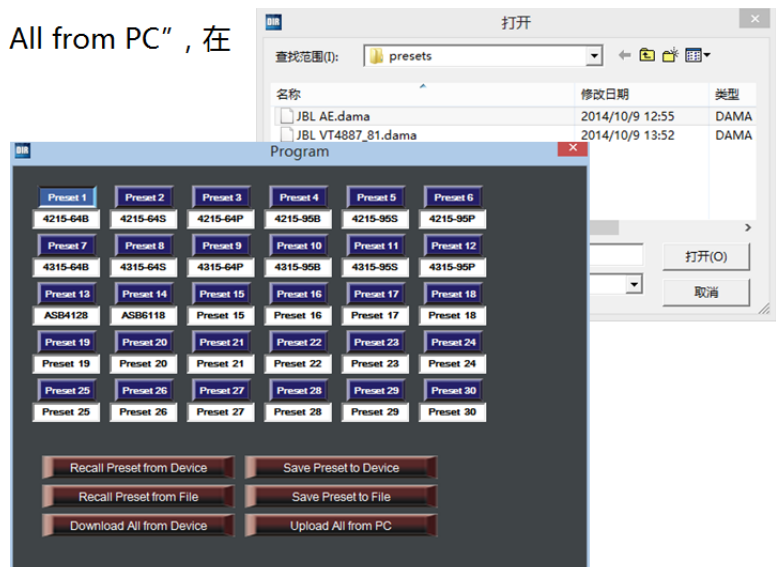 All from PC”，在
DIR 打开
查找范围(I): presets
名称 修改日期 类型
JBL AE.dama 2014/10/9 12:55 DAMA
JBL VT4887_81.dama 2014/10/9 13:52 DAMA
打开(O)
取消
DIR Program
Preset 1 Preset 2 Preset 3 Preset 4 Preset 5 Preset 6
4215-64B 4215-64S 4215-64P 4215-95B 4215-95S 4215-95P
Preset 7 Preset 8 Preset 9 Preset 10 Preset 11 Preset 12
4315-64B 4315-64S 4315-64P 4315-95B 4315-95S 4315-95P
Preset 13 Preset 14 Preset 15 Preset 16 Preset 17 Preset 18
ASB4128 ASB6118 Preset 15 Preset 16 Preset 17 Preset 18
Preset 19 Preset 20 Preset 21 Preset 22 Preset 23 Preset 24
Preset 19 Preset 20 Preset 21 Preset 22 Preset 23 Preset 24
Preset 25 Preset 26 Preset 27 Preset 28 Preset 29 Preset 30
Preset 25 Preset 26 Preset 27 Preset 28 Preset 29 Preset 30
Recall Preset from Device Save Preset to Device
Recall Preset from File Save Preset to File
Download All from Device Upload All from PC